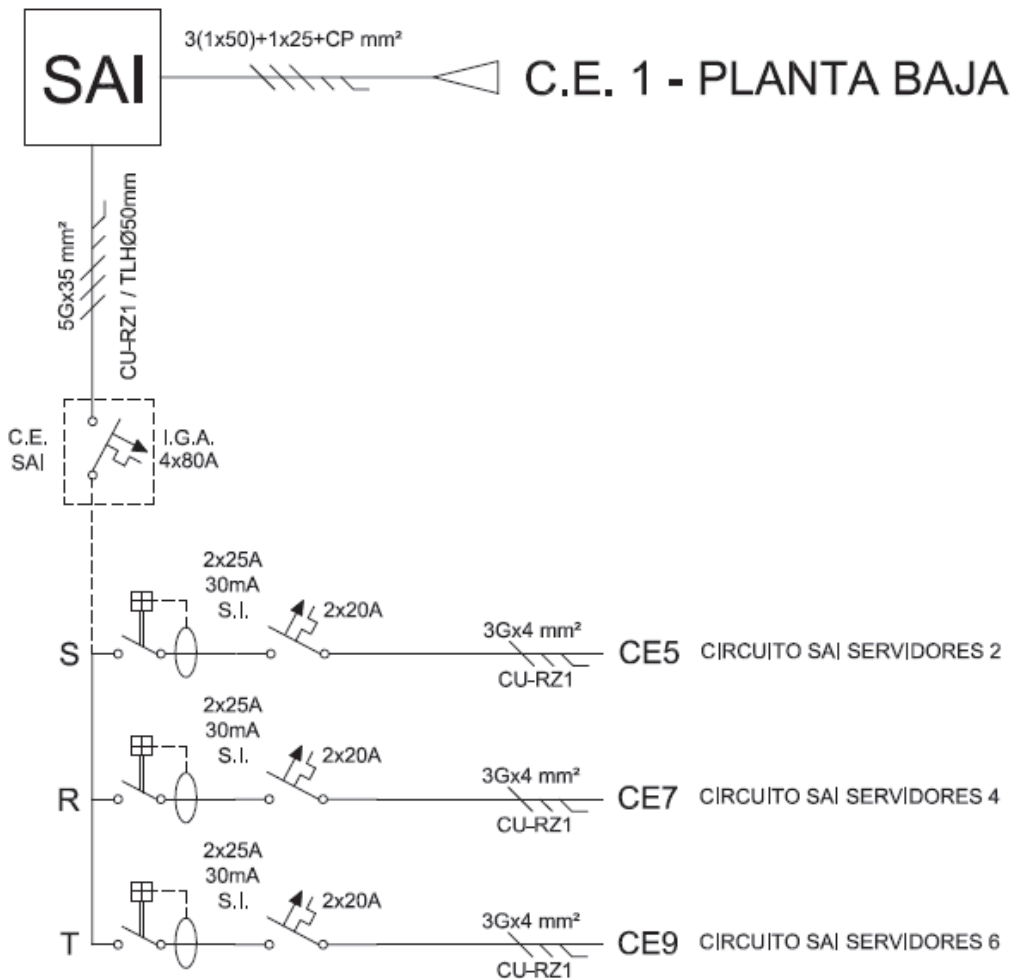 SAI
3(1x50)+1x25+CP mm²
C.E. 1 - PLANTA BAJA
5Gx35 mm²
CU-RZ1 / TLHØ50mm
C.E.
SAI
I.G.A.
4x80A
2x25A
30mA
S.I.
2x20A
S
3Gx4 mm²
CU-RZ1
CE5 CIRCUITO SAI SERVIDORES 2
2x25A
30mA
S.I.
2x20A
R
3Gx4 mm²
CU-RZ1
CE7 CIRCUITO SAI SERVIDORES 4
2x25A
30mA
S.I.
2x20A
T
3Gx4 mm²
CU-RZ1
CE9 CIRCUITO SAI SERVIDORES 6